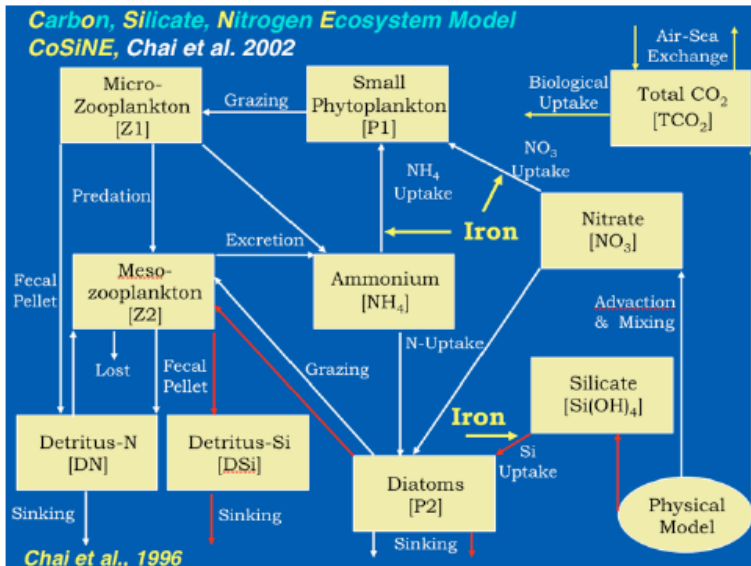 Carbon, Silicate, Nitrogen Ecosystem Model
CoSiNE, Chai et al. 2002
Air-Sea
Exchange
Micro-
Zooplankton
[Z1]
Grazing
Small
Phytoplankton
[P1]
Biological
Uptake
Total CO₂
[TCO₂]
NO₃
Uptake
NH₄
Uptake
Predation
Iron
Nitrate
[NO₃]
Excretion
Fecal
Pellet
Meso-
zooplankton
[Z2]
Ammonium
[NH₄]
Advaction
& Mixing
N-Uptake
Lost
Fecal
Pellet
Grazing
Silicate
[Si(OH)₄]
Iron
Detritus-N
[DN]
Detritus-Si
[DSi]
Si
Uptake
Diatoms
[P2]
Physical
Model
Sinking
Sinking
Sinking
Chai et al., 1996